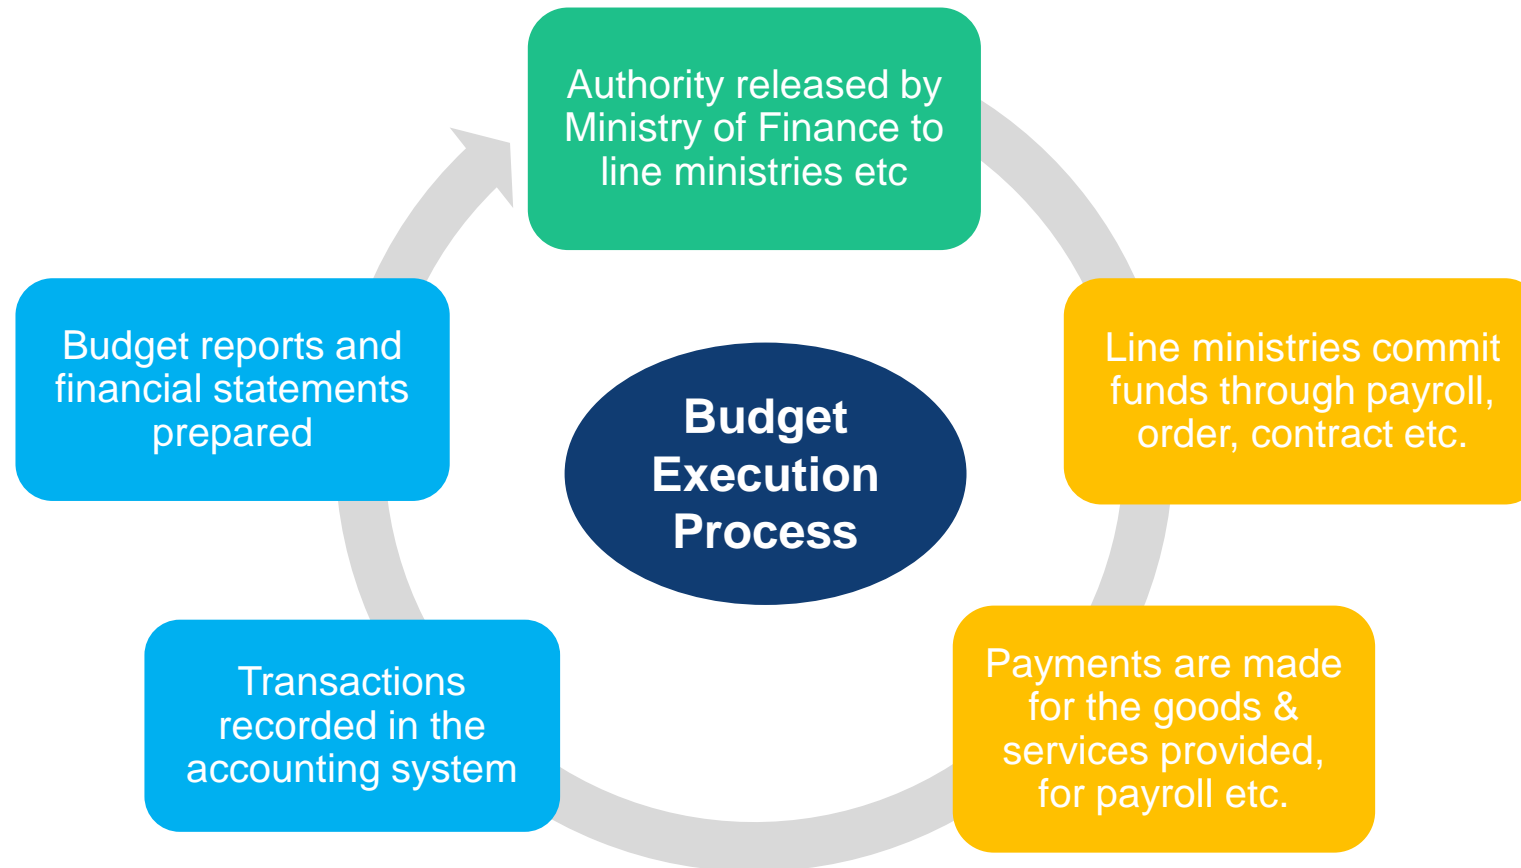 Authority released by
Ministry of Finance to
line ministries etc
Line ministries commit
funds through payroll,
order, contract etc.
Payments are made
for the goods &
services provided,
for payroll etc.
Transactions
recorded in the
accounting system
Budget reports and
financial statements
prepared
Budget
Execution
Process